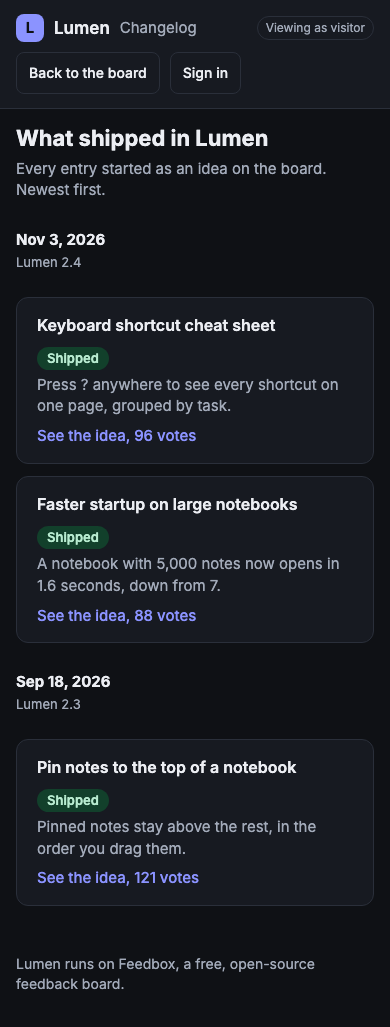 L Lumen Changelog Viewing as visitor
Back to the board Sign in
What shipped in Lumen
Every entry started as an idea on the board.
Newest first.
Nov 3, 2026
Lumen 2.4
Keyboard shortcut cheat sheet
Shipped
Press ? anywhere to see every shortcut on
one page, grouped by task.
See the idea, 96 votes
Faster startup on large notebooks
Shipped
A notebook with 5,000 notes now opens in
1.6 seconds, down from 7.
See the idea, 88 votes
Sep 18, 2026
Lumen 2.3
Pin notes to the top of a notebook
Shipped
Pinned notes stay above the rest, in the
order you drag them.
See the idea, 121 votes
Lumen runs on Feedbox, a free, open-source
feedback board.